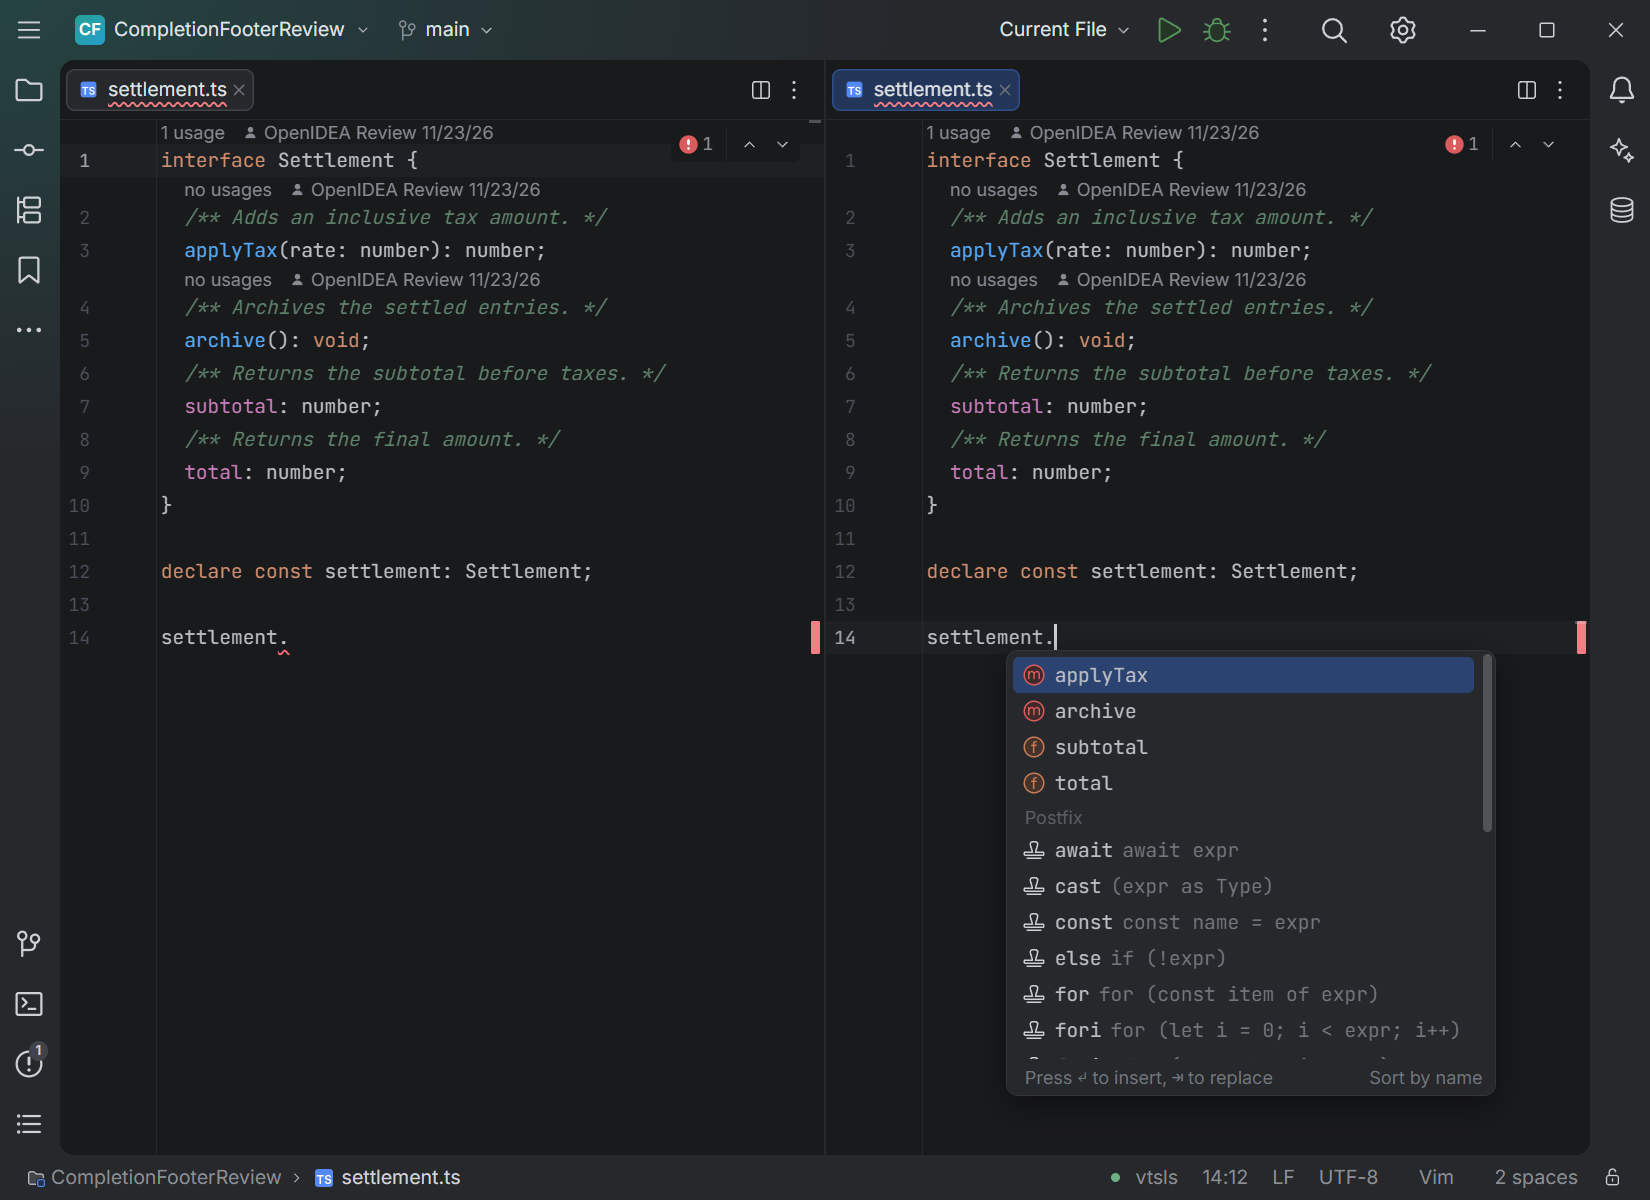 CF CompletionFooterReview main Current File
TS settlement.ts
1 usage OpenIDEA Review 11/23/26
1
1 interface Settlement {
no usages OpenIDEA Review 11/23/26
2 /** Adds an inclusive tax amount. */
3 applyTax(rate: number): number;
no usages OpenIDEA Review 11/23/26
4 /** Archives the settled entries. */
5 archive(): void;
6 /** Returns the subtotal before taxes. */
7 subtotal: number;
8 /** Returns the final amount. */
9 total: number;
10 }
11
12 declare const settlement: Settlement;
13
14 settlement.
TS settlement.ts
1 usage OpenIDEA Review 11/23/26
1
1 interface Settlement {
no usages OpenIDEA Review 11/23/26
2 /** Adds an inclusive tax amount. */
3 applyTax(rate: number): number;
no usages OpenIDEA Review 11/23/26
4 /** Archives the settled entries. */
5 archive(): void;
6 /** Returns the subtotal before taxes. */
7 subtotal: number;
8 /** Returns the final amount. */
9 total: number;
10 }
11
12 declare const settlement: Settlement;
13
14 settlement.
m applyTax
m archive
f subtotal
f total
Postfix
await await expr
cast (expr as Type)
const const name = expr
else if (!expr)
for for (const item of expr)
fori for (let i = 0; i < expr; i++)
Press ↵ to insert, ⇥ to replace Sort by name
1
CompletionFooterReview › TS settlement.ts vtsls 14:12 LF UTF-8 Vim 2 spaces